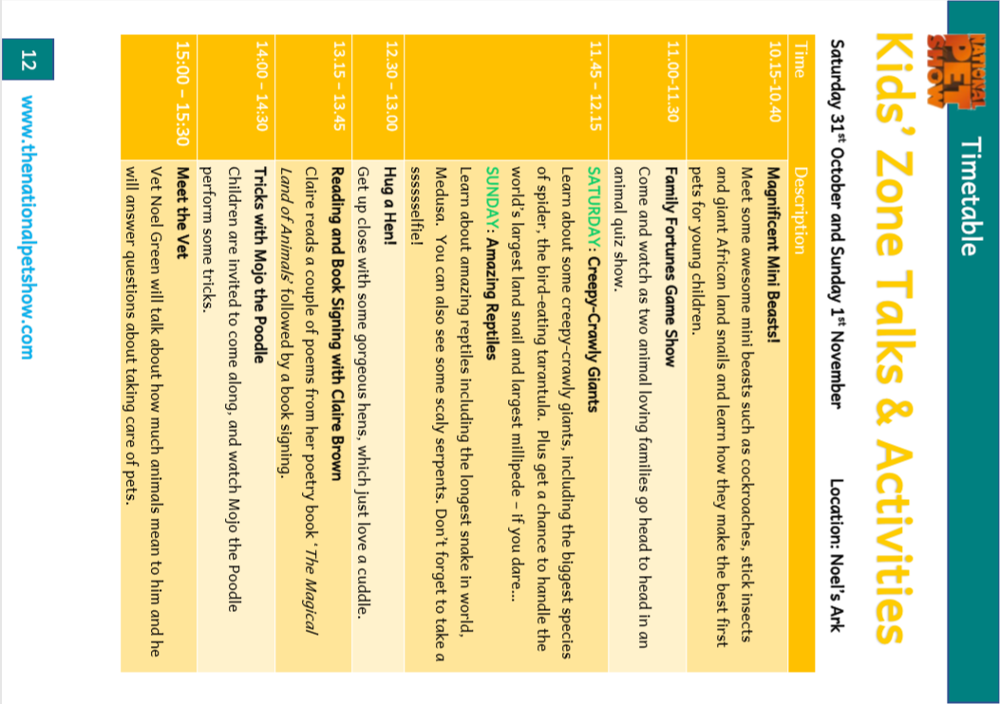 NATIONAL
PET
SHOW
Timetable
Kids' Zone Talks & Activities
Saturday 31st October and Sunday 1st November Location: Noel's Ark
Time Description
10.15-10.40 Magnificent Mini Beasts!
Meet some awesome mini beasts such as cockroaches, stick insects
and giant African land snails and learn how they make the best first
pets for young children.
11.00-11.30 Family Fortunes Game Show
Come and watch as two animal loving families go head to head in an
animal quiz show.
11.45 – 12.15 SATURDAY: Creepy-Crawly Giants
Learn about some creepy-crawly giants, including the biggest species
of spider, the bird-eating tarantula. Plus get a chance to handle the
world's largest land snail and largest millipede – if you dare...
SUNDAY: Amazing Reptiles
Learn about amazing reptiles including the longest snake in world,
Medusa. You can also see some scaly serpents. Don't forget to take a
sssssselfie!
12.30 – 13.00 Hug a Hen!
Get up close with some gorgeous hens, which just love a cuddle.
13.15 – 13.45 Reading and Book Signing with Claire Brown
Claire reads a couple of poems from her poetry book 'The Magical
Land of Animals' followed by a book signing.
14:00 – 14:30 Tricks with Mojo the Poodle
Children are invited to come along, and watch Mojo the Poodle
perform some tricks.
15:00 – 15:30 Meet the Vet
Vet Noel Green will talk about how much animals mean to him and he
will answer questions about taking care of pets.
12 www.thenationalpetshow.com